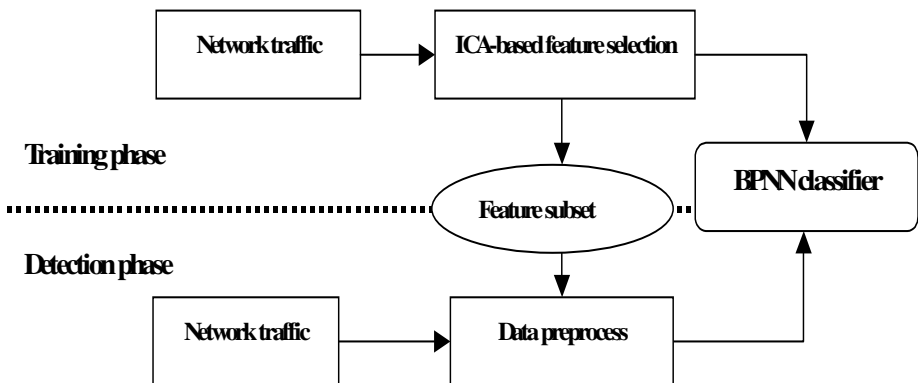 Network traffic
ICA-based feature selection
Training phase
BPNN classifier
Feature subset
Detection phase
Network traffic
Data preprocess